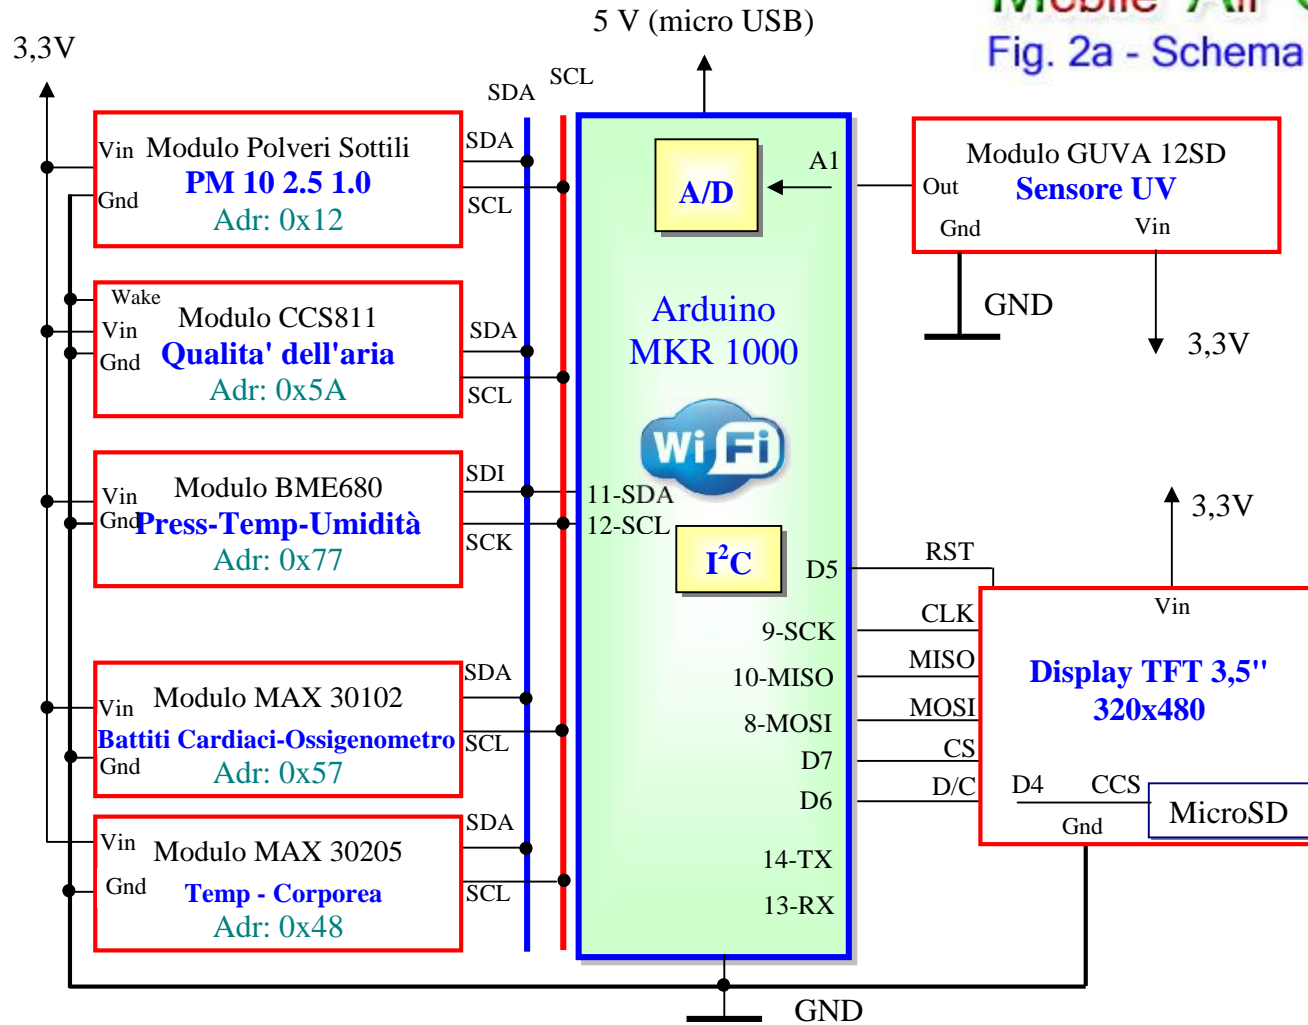 5 V (micro USB)
Mobile Air
Fig. 2a - Schema
3,3V
SDA
SCL
Vin
Modulo Polveri Sottili
PM 10 2.5 1.0
Adr: 0x12
Gnd
SDA
SCL
Wake
Vin
Gnd
Modulo CCS811
Qualita' dell'aria
Adr: 0x5A
SDA
SCL
Vin
Gnd
Modulo BME680
Press-Temp-Umidità
Adr: 0x77
SDI
SCK
Vin
Modulo MAX 30102
Battiti Cardiaci-Ossigenometro
Gnd
Adr: 0x57
SDA
SCL
Vin
Modulo MAX 30205
Gnd
Temp - Corporea
Adr: 0x48
SDA
SCL
A/D
A1
Arduino
MKR 1000
WiFi
11-SDA
12-SCL
I²C
D5
9-SCK
10-MISO
8-MOSI
D7
D6
14-TX
13-RX
GND
Modulo GUVA 12SD
Sensore UV
Out
Gnd
Vin
GND
3,3V
3,3V
RST
CLK
MISO
MOSI
CS
D/C
Vin
Display TFT 3,5''
320x480
D4
CCS
MicroSD
Gnd